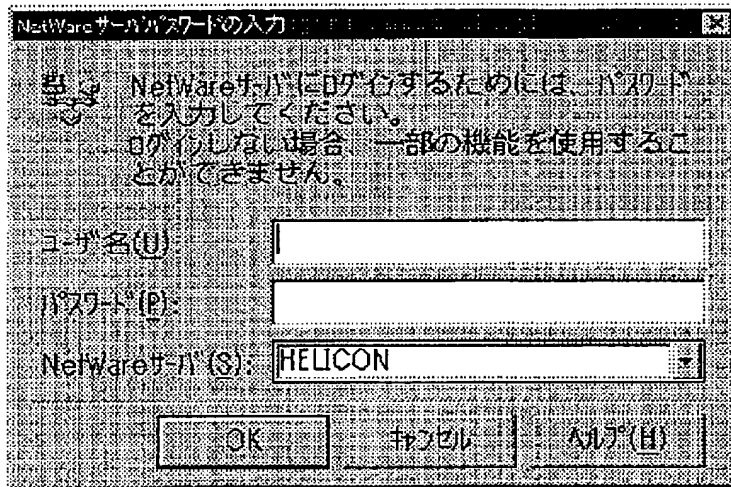 NetWareサーバパスワードの入力
NetWareサーバにログインするためには、パスワード
を入力してください。
ログインしない場合、一部の機能を使用するこ
とができません。
ユーザ名(U):
パスワード(P):
NetWareサーバ(S): HELICON
OK キャンセル ヘルプ(H)